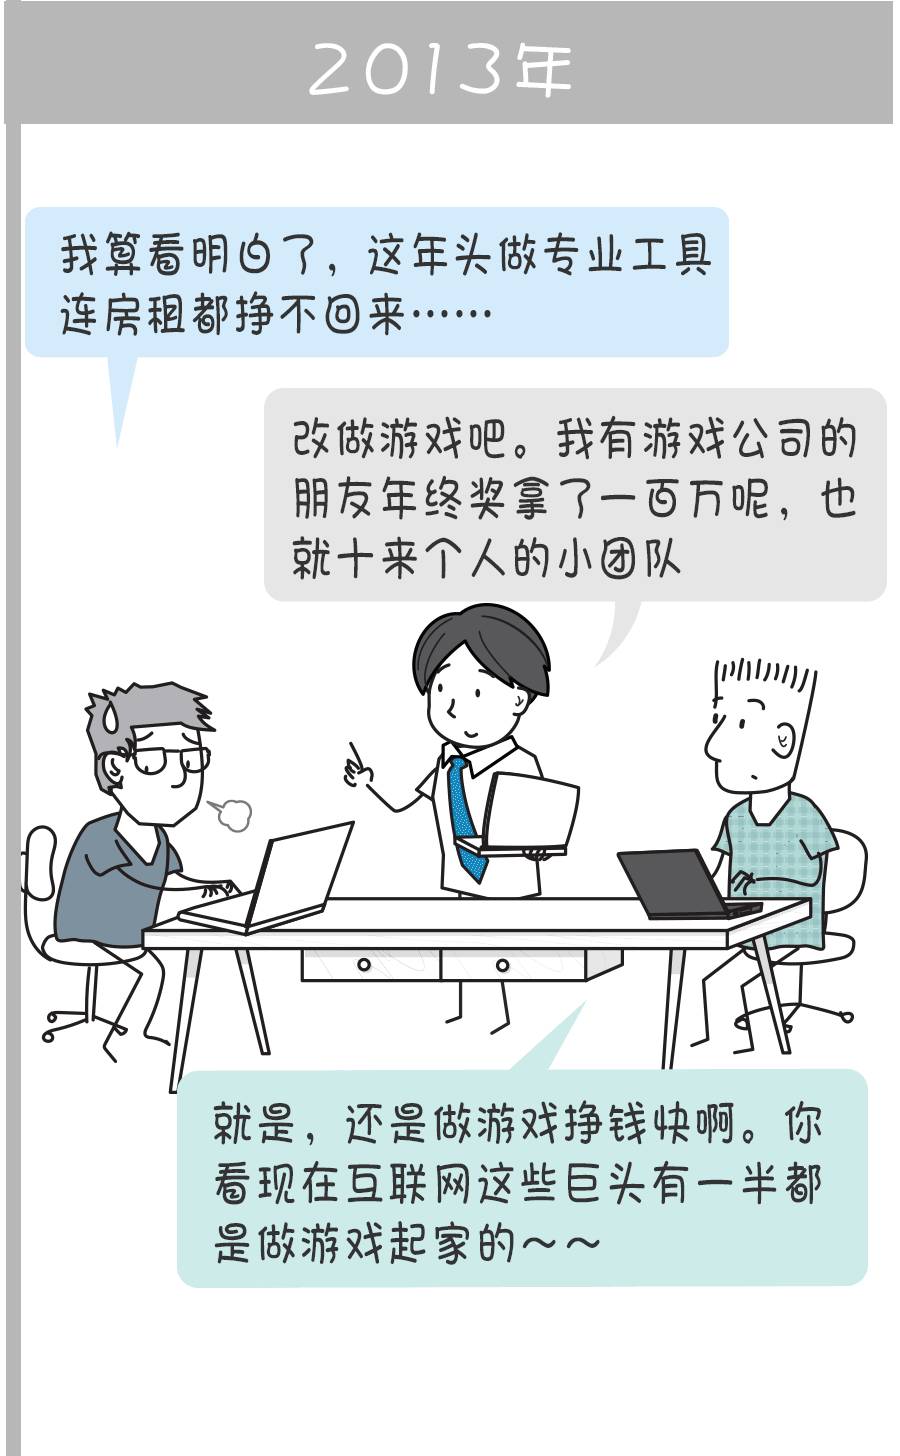 2013年
我算看明白了，这年头做专业工具
连房租都挣不回来……
改做游戏吧。我有游戏公司的
朋友年终奖拿了一百万呢，也
就十来个人的小团队
就是，还是做游戏挣钱快啊。你
看现在互联网这些巨头有一半都
是做游戏起家的～～